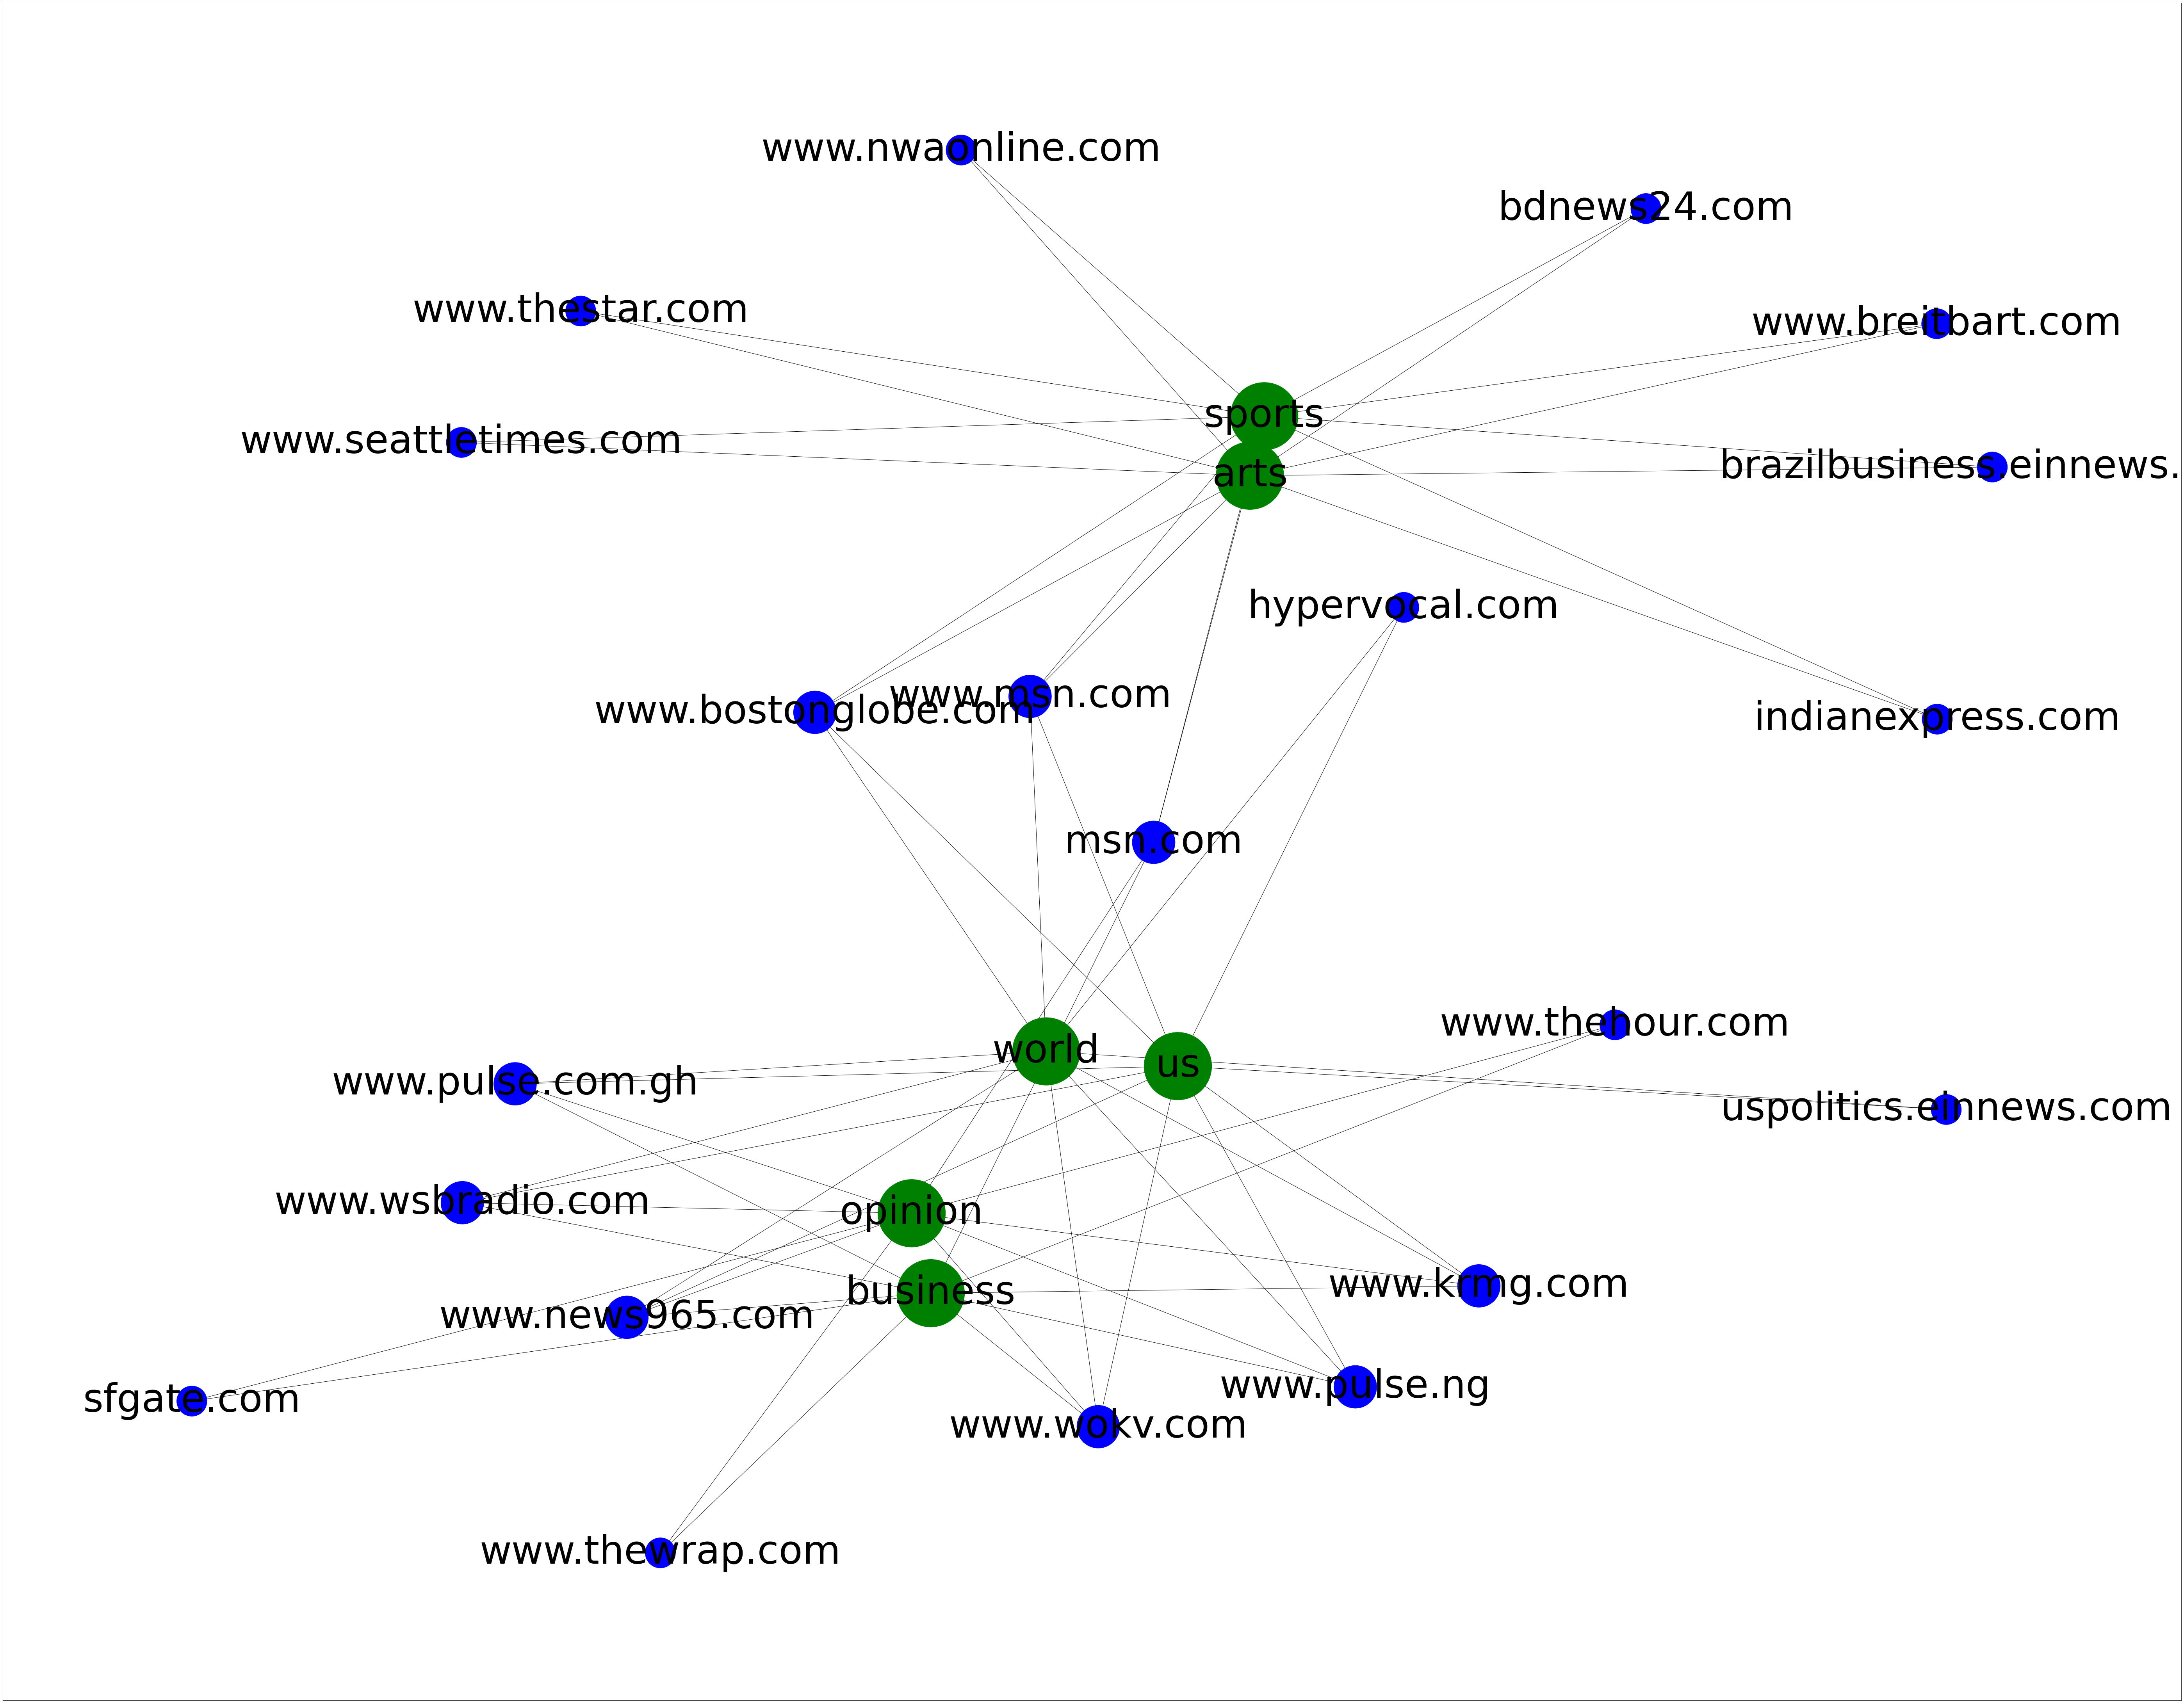 www.nwaonline.com
bdnews24.com
www.thestar.com
www.breitbart.com
sports
www.seattletimes.com
brazilbusiness.einnews.
arts
hypervocal.com
www.msn.com
www.bostonglobe.com
indianexpress.com
msn.com
www.thehour.com
world
us
www.pulse.com.gh
uspolitics.einnews.com
www.wsbradio.com
opinion
www.krmg.com
business
www.news965.com
www.pulse.ng
sfgate.com
www.wokv.com
www.thewrap.com